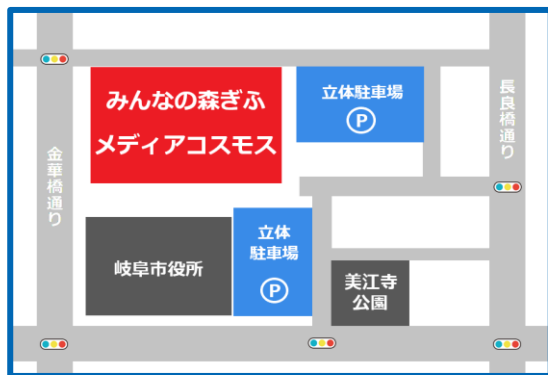 みんなの森ぎふ
メディアコスモス
立体駐車場
P
長良橋通り
金華橋通り
岐阜市役所
立体
駐車場
P
美江寺
公園